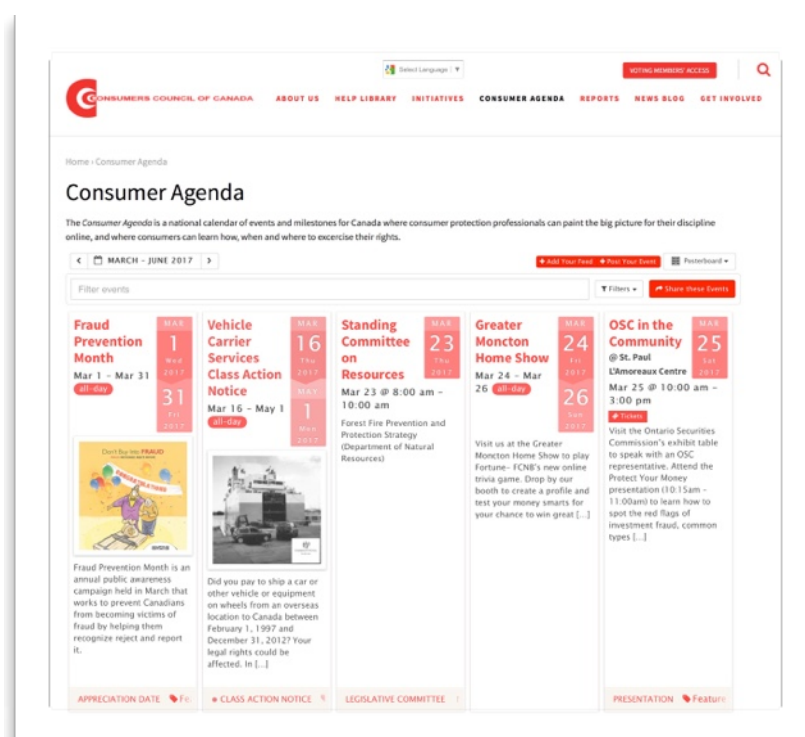 Select Language ▼
VOTING MEMBERS' ACCESS
CONSUMERS COUNCIL OF CANADA
ABOUT US HELP LIBRARY INITIATIVES CONSUMER AGENDA REPORTS NEWS BLOG GET INVOLVED
Home › Consumer Agenda
Consumer Agenda
The Consumer Agenda is a national calendar of events and milestones for Canada where consumer protection professionals can paint the big picture for their discipline
online, and where consumers can learn how, when and where to excercise their rights.
MARCH – JUNE 2017
Add Your Feed Post Your Event Posterboard
Filter events
Filters Share these Events
Fraud
Prevention
Month
MAR
1
Wed
2017
31
Fri
2017
Mar 1 – Mar 31
all-day
Don't Buy Into FRAUD
CONGRATULATIONS
Fraud Prevention Month is an
annual public awareness
campaign held in March that
works to prevent Canadians
from becoming victims of
fraud by helping them
recognize reject and report
it.
APPRECIATION DATE Fe
Vehicle
Carrier
Services
Class Action
Notice
MAR
16
Thu
2017
MAY
1
Mon
2017
Mar 16 – May 1
all-day
Did you pay to ship a car or
other vehicle or equipment
on wheels from an overseas
location to Canada between
February 1, 1997 and
December 31, 2012? Your
legal rights could be
affected. In [...]
CLASS ACTION NOTICE
Standing
Committee
on
Resources
MAR
23
Thu
2017
Mar 23 @ 8:00 am –
10:00 am
Forest Fire Prevention and
Protection Strategy
(Department of Natural
Resources)
LEGISLATIVE COMMITTEE
Greater
Moncton
Home Show
MAR
24
Fri
2017
26
Sun
2017
Mar 24 – Mar
26 all-day
Visit us at the Greater
Moncton Home Show to play
Fortune– FCNB's new online
trivia game. Drop by our
booth to create a profile and
test your money smarts for
your chance to win great [...]
OSC in the
Community
@ St. Paul
L'Amoreaux Centre
MAR
25
Sat
2017
Mar 25 @ 10:00 am –
3:00 pm
Tickets
Visit the Ontario Securities
Commission's exhibit table
to speak with an OSC
representative. Attend the
Protect Your Money
presentation (10:15am -
11:00am) to learn how to
spot the red flags of
investment fraud, common
types [...]
PRESENTATION Feature